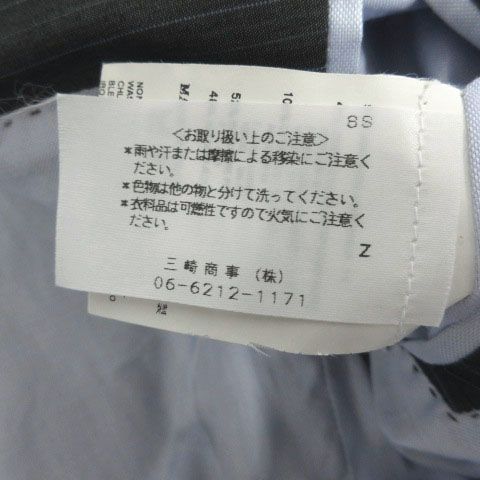 8S
<お取り扱い上のご注意>
*雨や汗または摩擦による移染にご注意く
ださい。
*色物は他の物と分けて洗ってください。
*衣料品は可燃性ですので火気にご注意く
ださい。
Z
三崎商事(株)
06-6212-1171